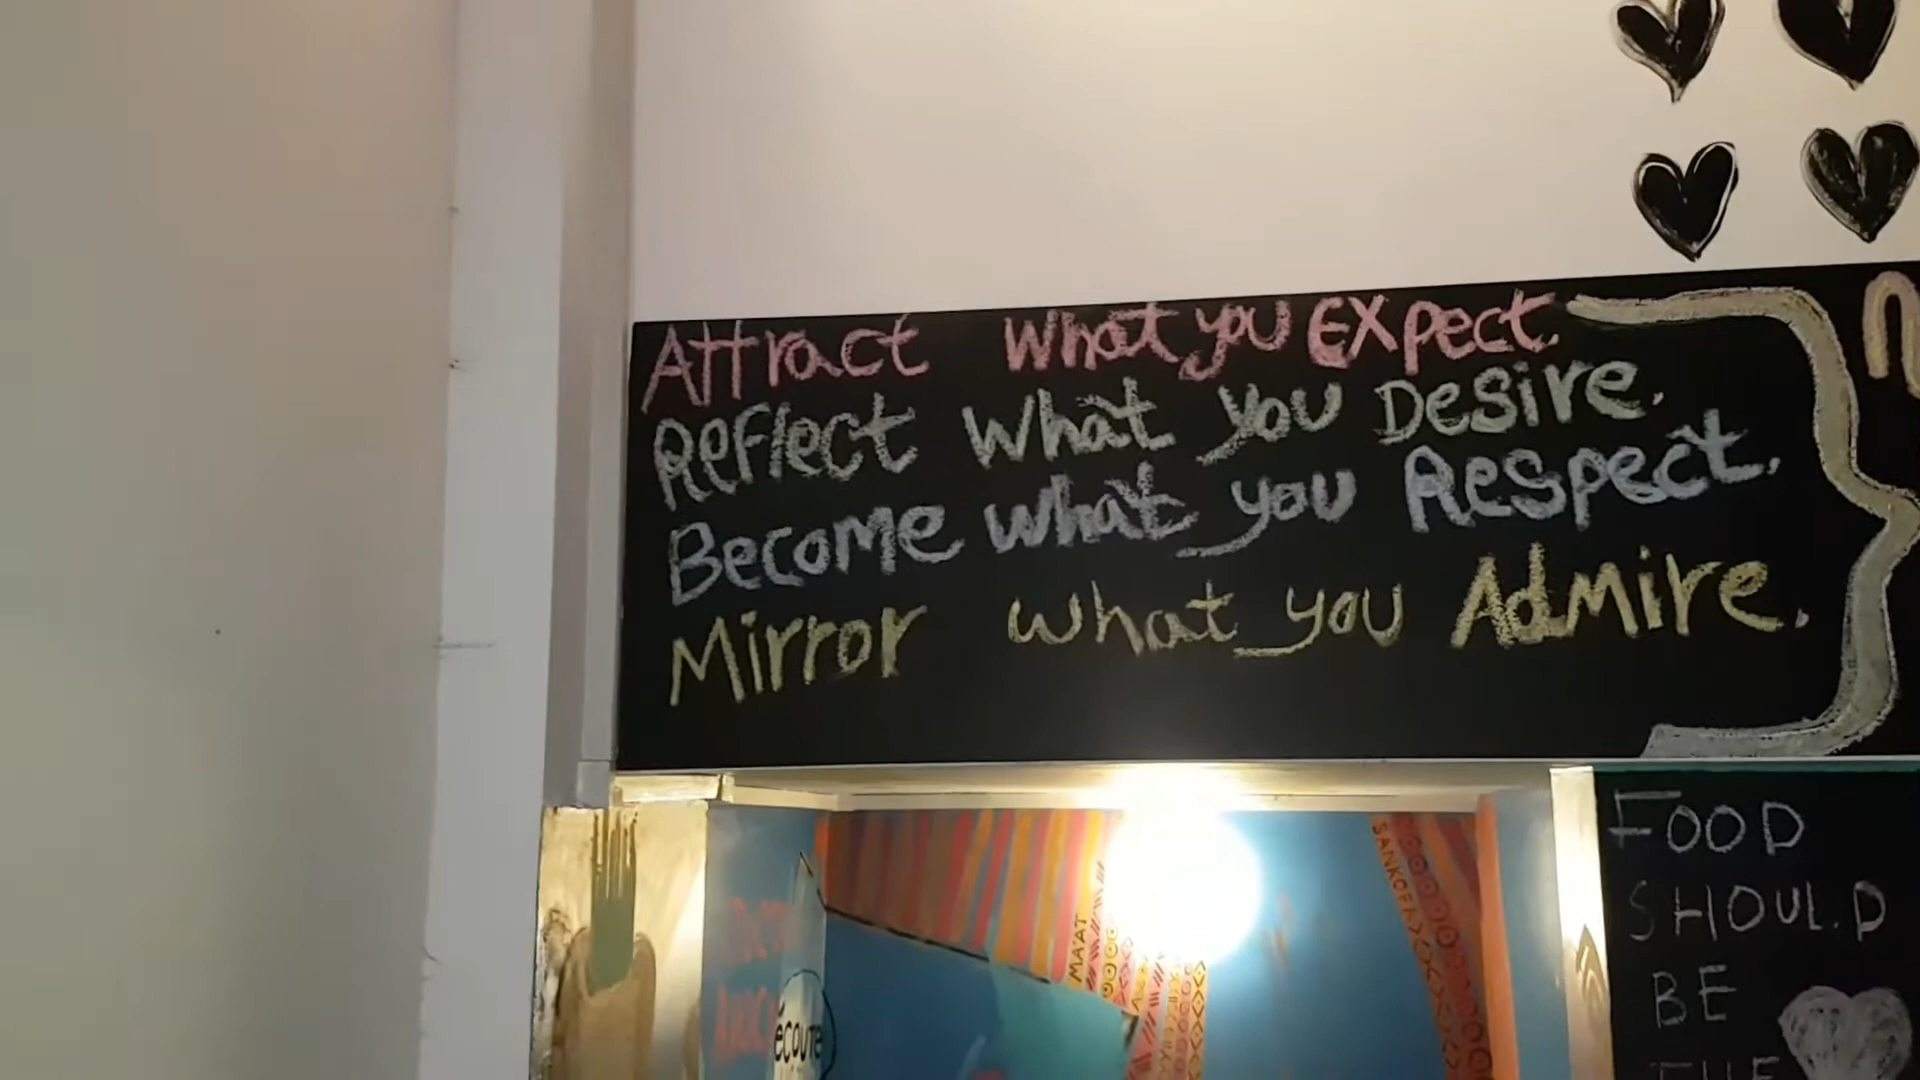 Attract What you Expect.
Reflect What you Desire.
Become what you Respect.
Mirror what you Admire.
FOOD
SHOULD
BE
THE
MA'AT
SANKOFA
écoute